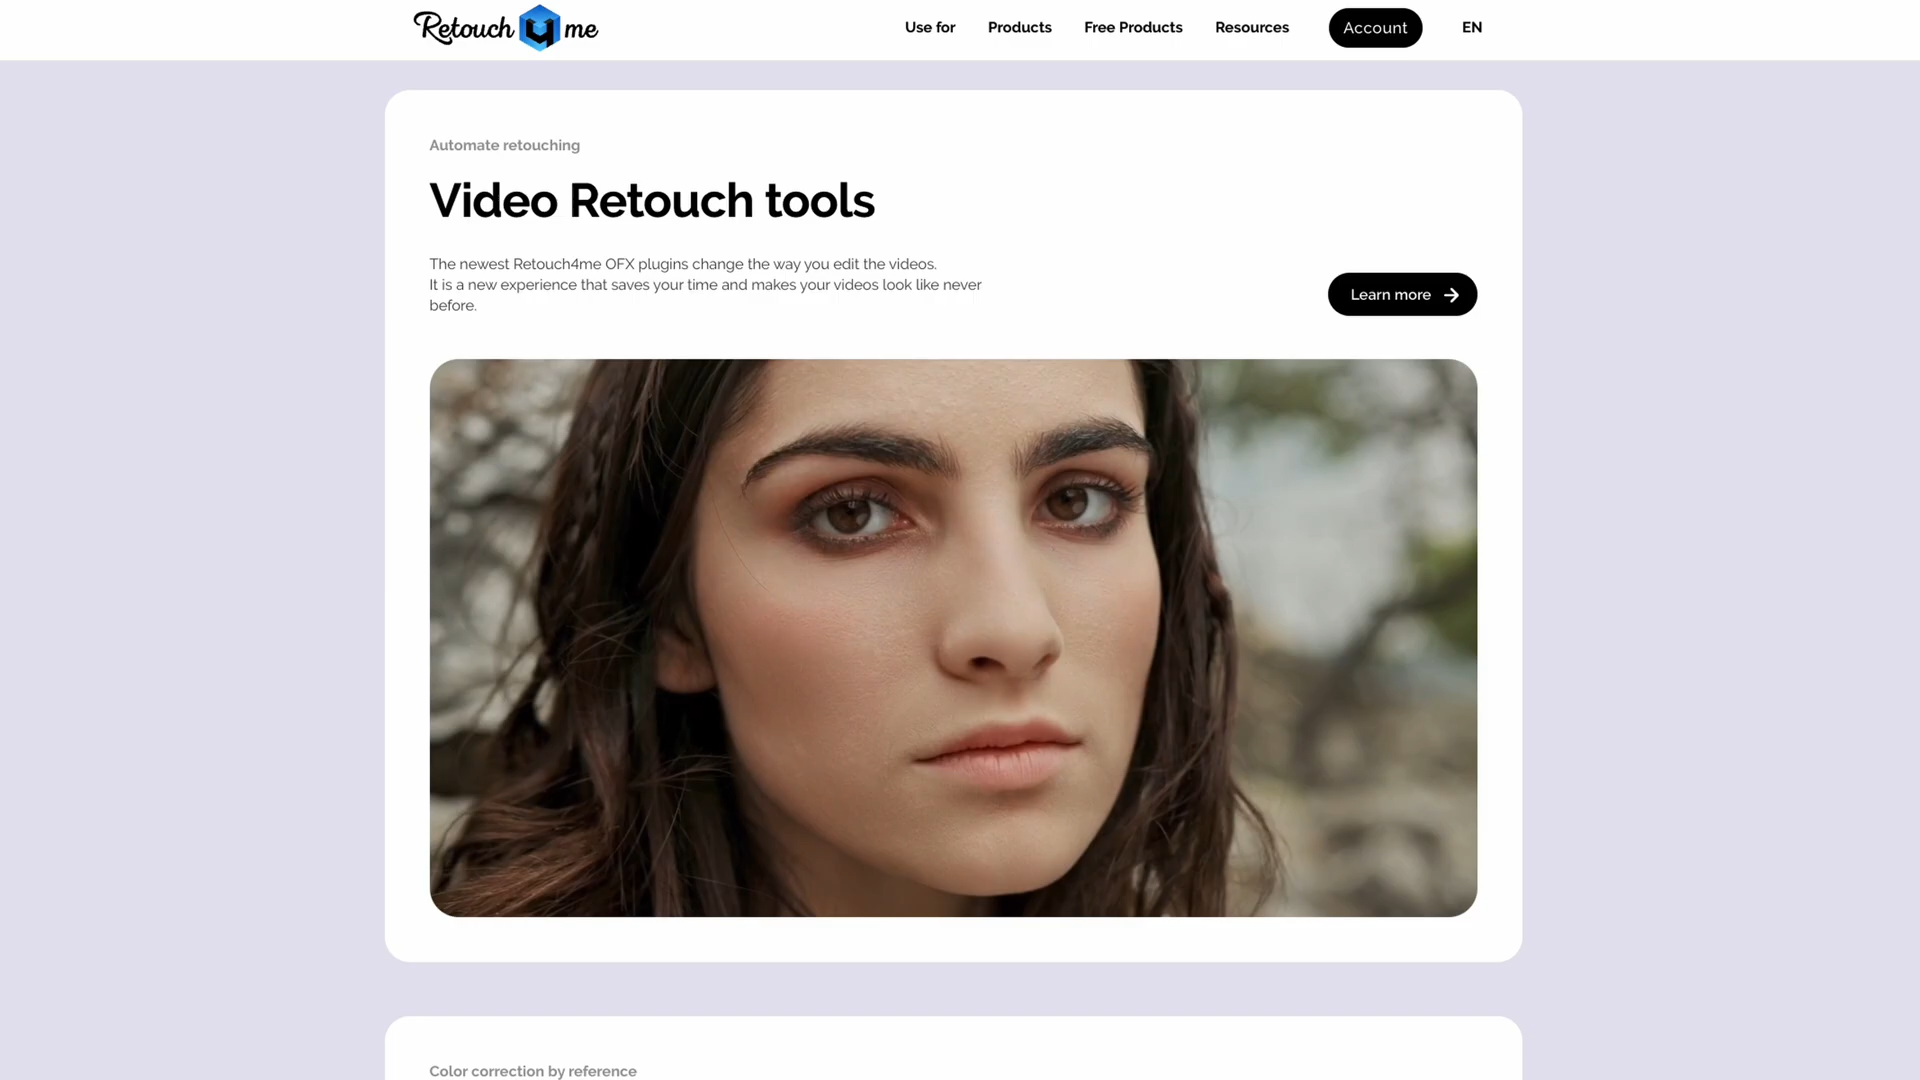 Retouch4me
Use for
Products
Free Products
Resources
Account
EN
Automate retouching
Video Retouch tools
The newest Retouch4me OFX plugins change the way you edit the videos.
It is a new experience that saves your time and makes your videos look like never
before.
Learn more
Color correction by reference